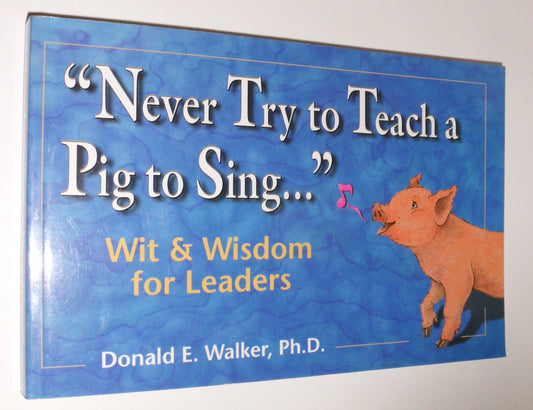 “Never Try to Teach a
Pig to Sing...”
Wit & Wisdom
for Leaders
Donald E. Walker, Ph.D.